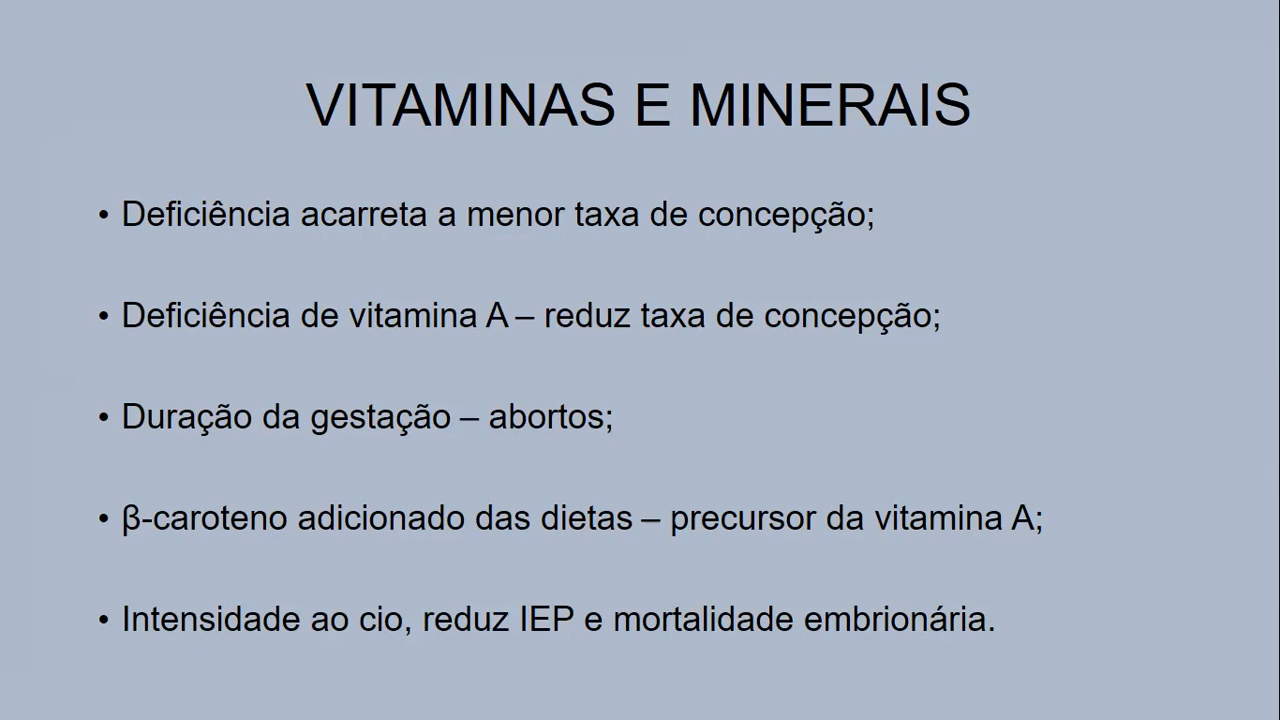 VITAMINAS E MINERAIS
• Deficiência acarreta a menor taxa de concepção;
• Deficiência de vitamina A – reduz taxa de concepção;
• Duração da gestação – abortos;
• β-caroteno adicionado das dietas – precursor da vitamina A;
• Intensidade ao cio, reduz IEP e mortalidade embrionária.